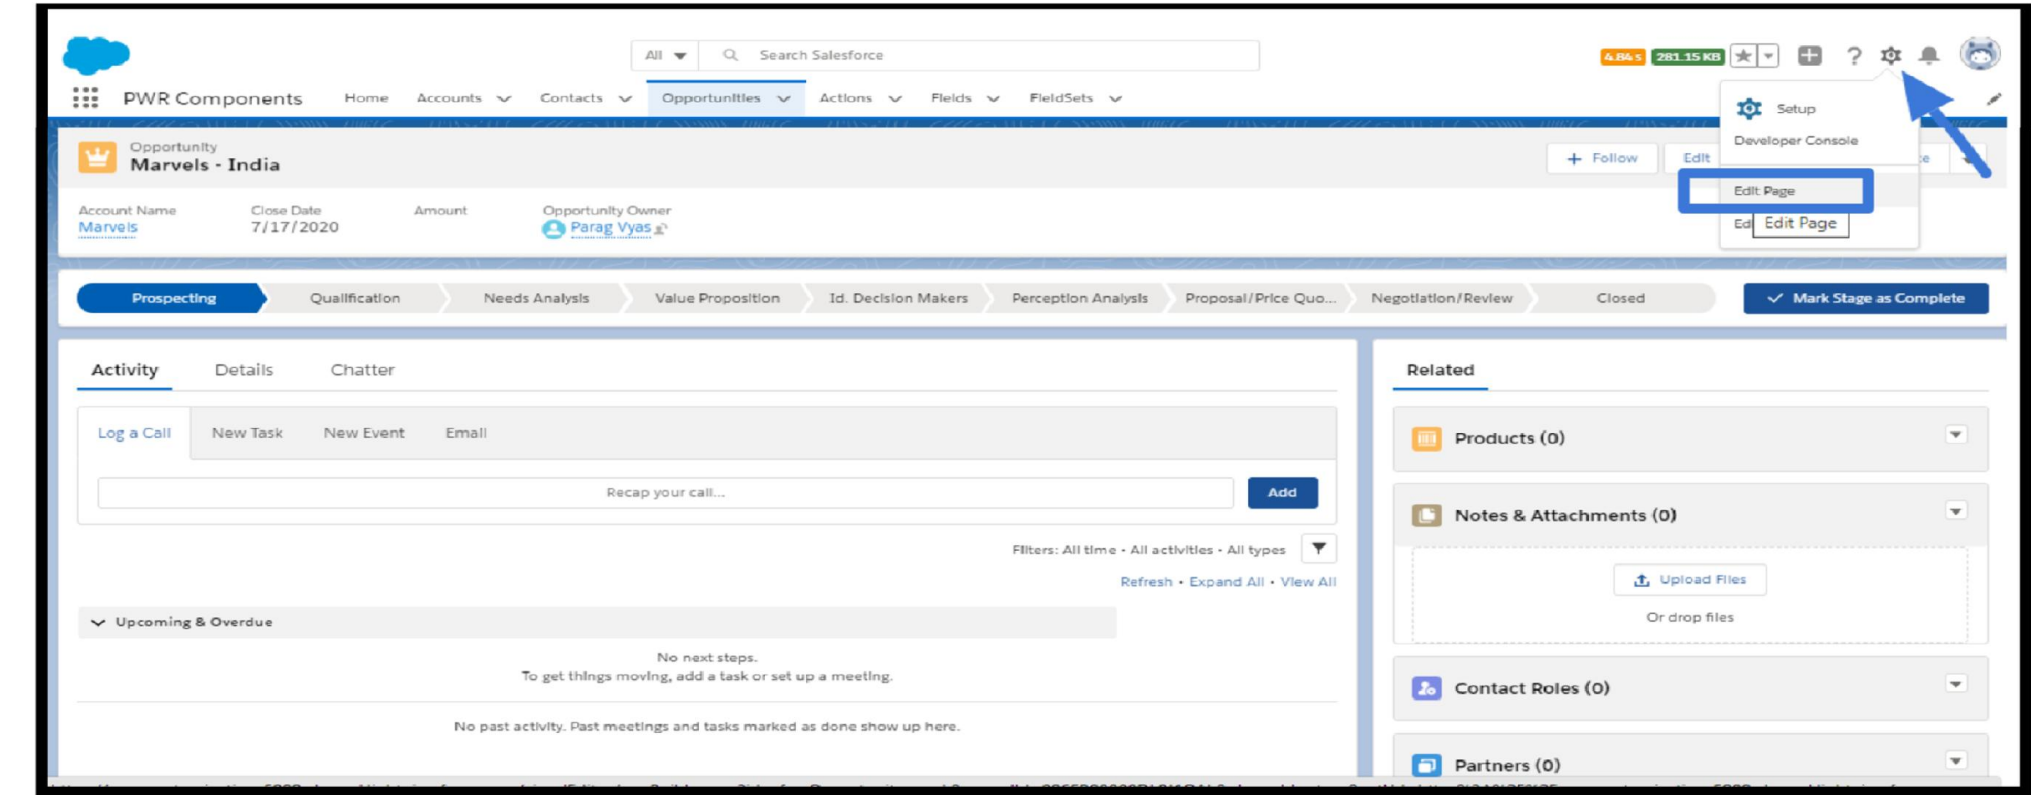 All Search Salesforce 4.84 s 281.15 KB
PWR Components Home Accounts Contacts Opportunities Actions Fields FieldSets
Setup
Developer Console
Edit Page
Ed Edit Page
Opportunity
Marvels - India
+ Follow Edit
Account Name Close Date Amount Opportunity Owner
Marvels 7/17/2020 Parag Vyas
Prospecting Qualification Needs Analysis Value Proposition Id. Decision Makers Perception Analysis Proposal/Price Quo... Negotiation/Review Closed Mark Stage as Complete
Activity Details Chatter
Log a Call New Task New Event Email
Recap your call... Add
Filters: All time • All activities • All types
Refresh • Expand All • View All
Upcoming & Overdue
No next steps.
To get things moving, add a task or set up a meeting.
No past activity. Past meetings and tasks marked as done show up here.
Related
Products (0)
Notes & Attachments (0)
Upload Files
Or drop files
Contact Roles (0)
Partners (0)